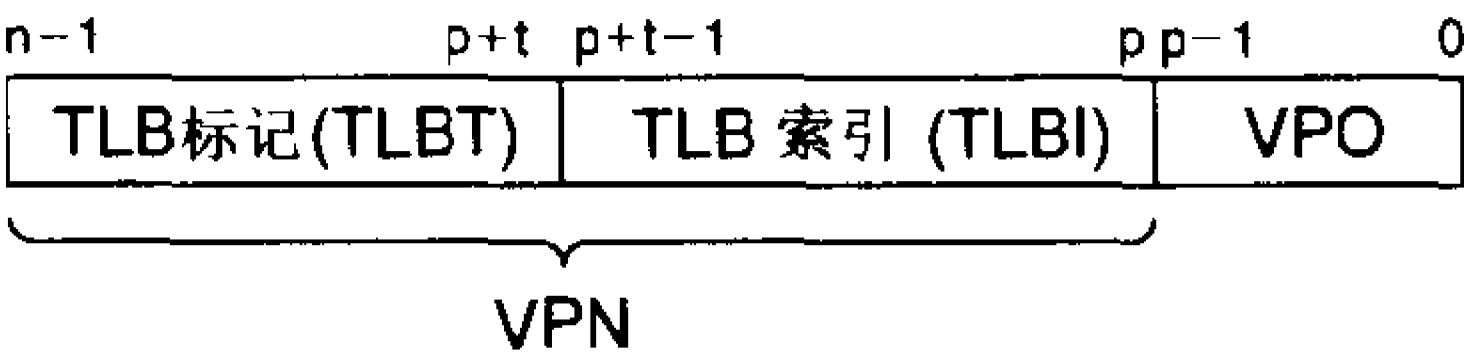 n-1 p+t p+t-1 p p-1 0
TLB标记(TLBT) TLB 索引 (TLBI) VPO
VPN